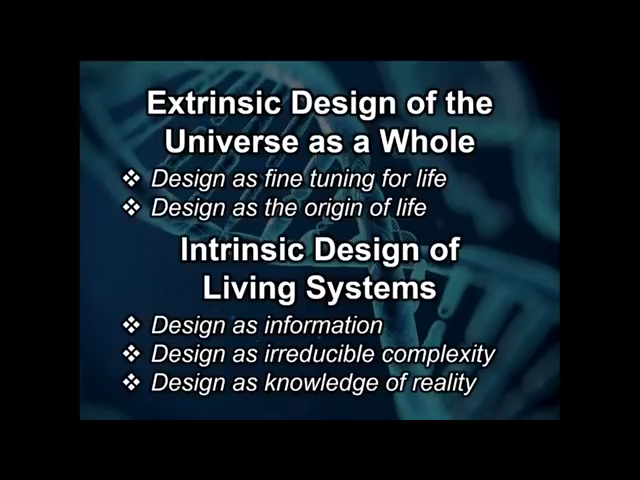 Extrinsic Design of the
Universe as a Whole
❖ Design as fine tuning for life
❖ Design as the origin of life
Intrinsic Design of
Living Systems
❖ Design as information
❖ Design as irreducible complexity
❖ Design as knowledge of reality